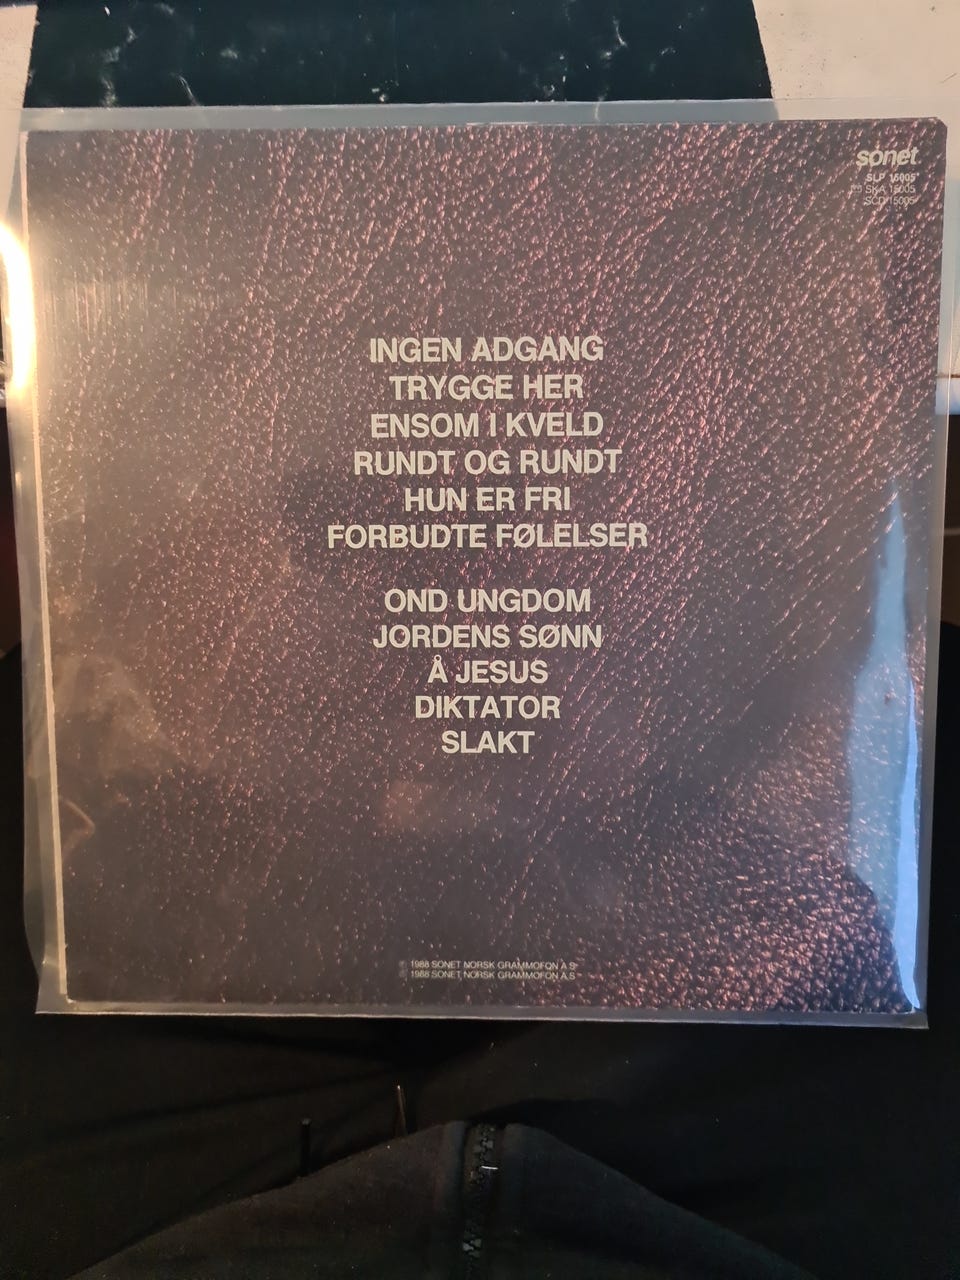 sonet
SLP 15005
SKA 15005
SCD 15005
INGEN ADGANG
TRYGGE HER
ENSOM I KVELD
RUNDT OG RUNDT
HUN ER FRI
FORBUDTE FØLELSER
OND UNGDOM
JORDENS SØNN
Å JESUS
DIKTATOR
SLAKT
1988 SONET NORSK GRAMMOFON A.S
1988 SONET NORSK GRAMMOFON A.S